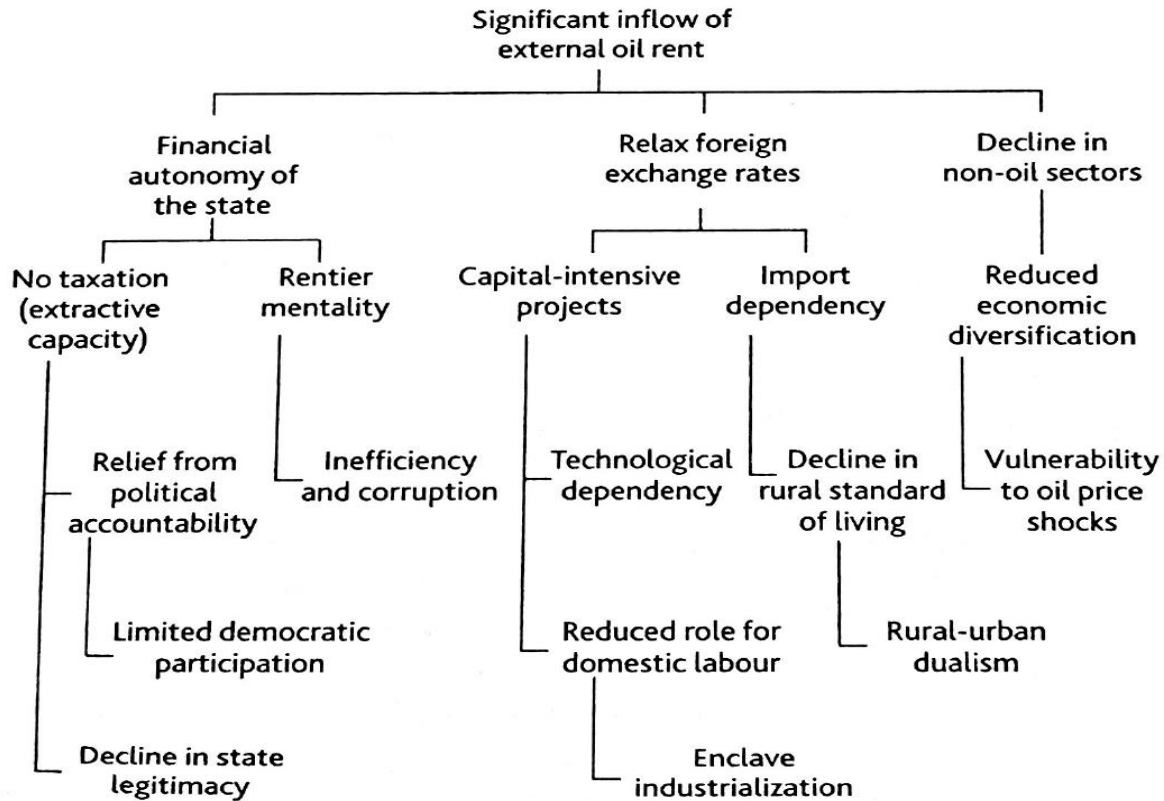 Significant inflow of
external oil rent
Financial
autonomy of
the state
Relax foreign
exchange rates
Decline in
non-oil sectors
No taxation
(extractive
capacity)
Rentier
mentality
Capital-intensive
projects
Import
dependency
Reduced
economic
diversification
Relief from
political
accountability
Inefficiency
and corruption
Technological
dependency
Decline in
rural standard
of living
Vulnerability
to oil price
shocks
Limited democratic
participation
Reduced role for
domestic labour
Rural-urban
dualism
Decline in state
legitimacy
Enclave
industrialization